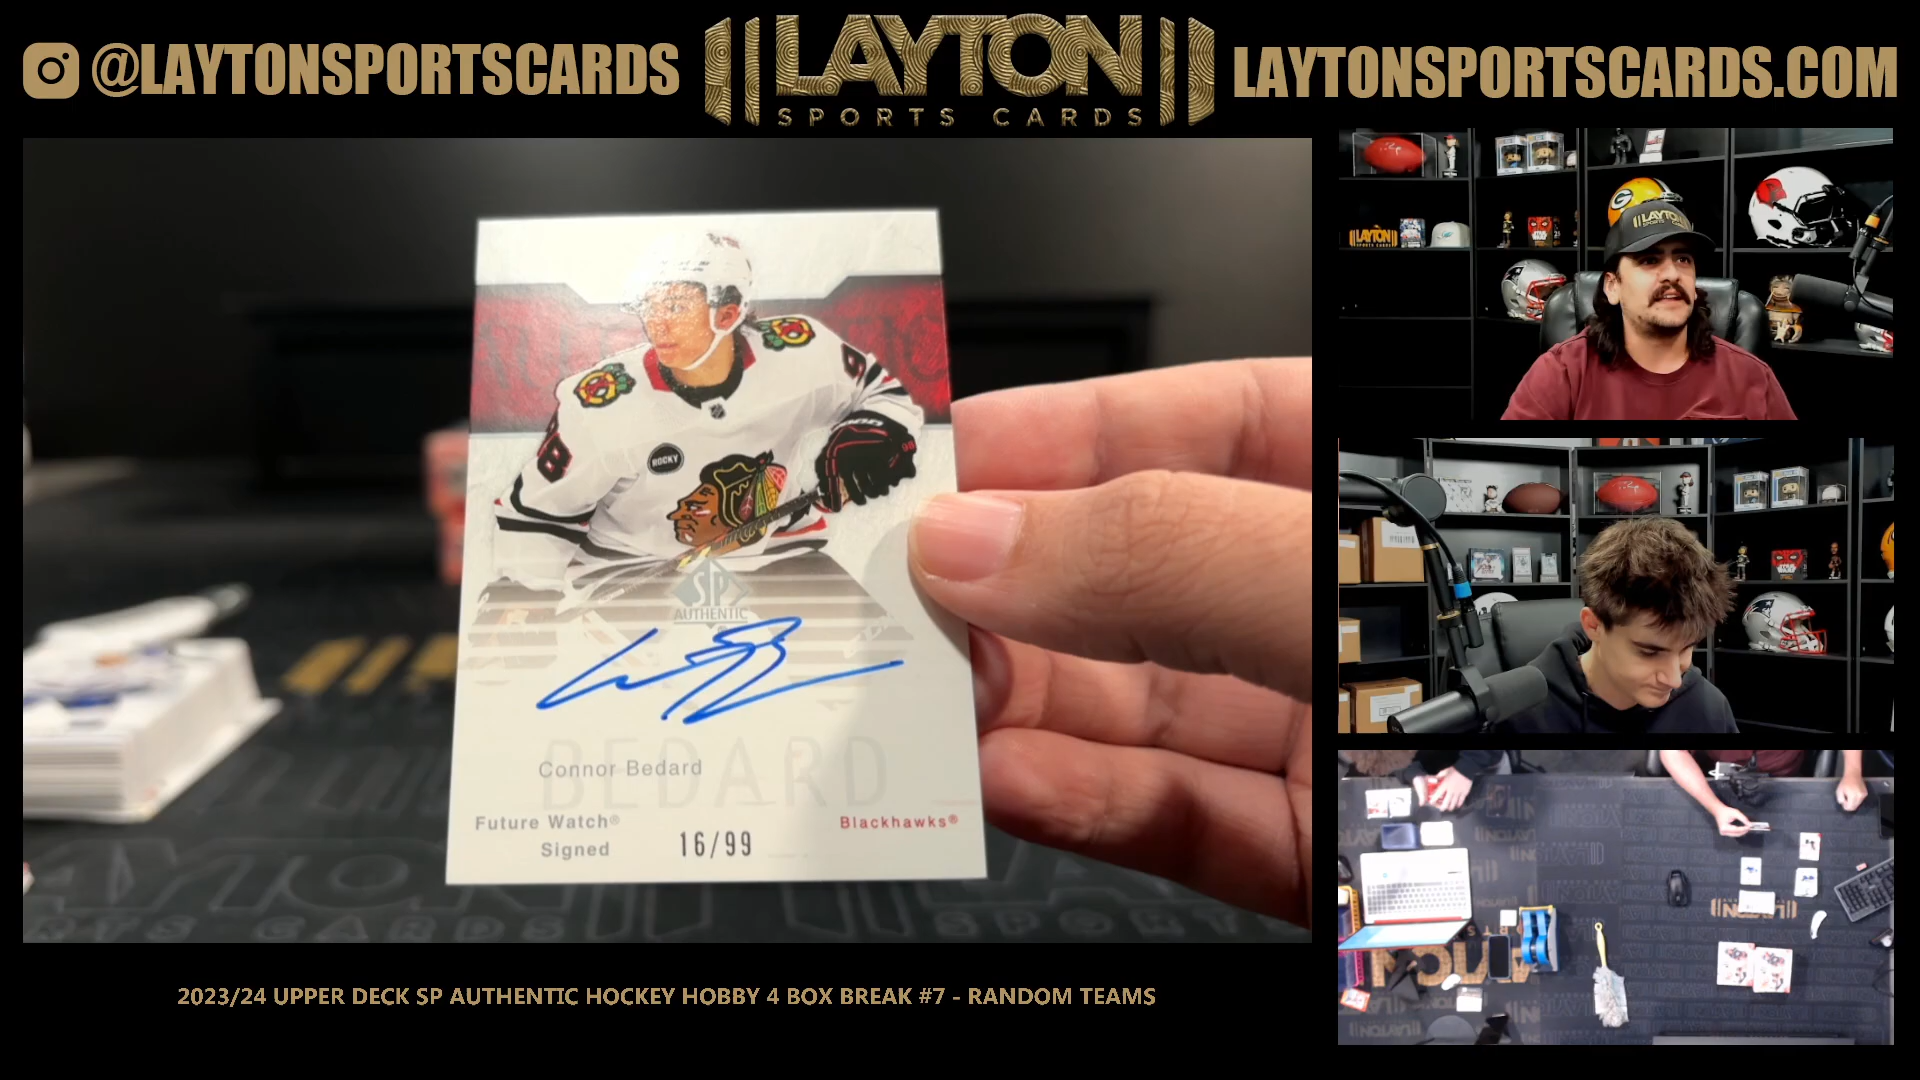 @LAYTONSPORTSCARDS
LAYTON
SPORTS CARDS
LAYTONSPORTSCARDS.COM
ROCKY
SP
AUTHENTIC
BEDARD
Connor Bedard
Future Watch®
Signed
16/99
Blackhawks®
2023/24 UPPER DECK SP AUTHENTIC HOCKEY HOBBY 4 BOX BREAK #7 - RANDOM TEAMS